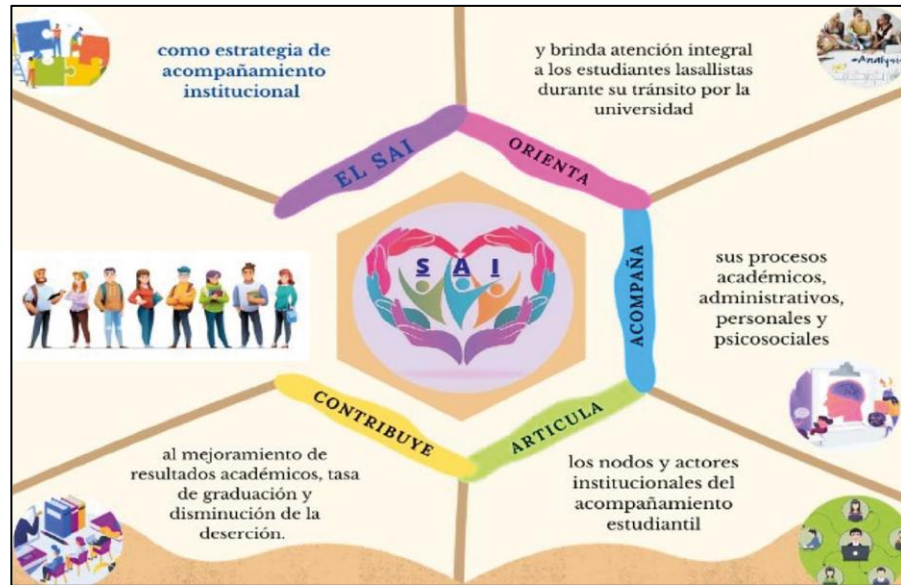 EL SAI
como estrategia de
acompañamiento
institucional
ORIENTA
y brinda atención integral
a los estudiantes lasallistas
durante su tránsito por la
universidad
ACOMPAÑA
sus procesos
académicos,
administrativos,
personales y
psicosociales
ARTICULA
los nodos y actores
institucionales del
acompañamiento
estudiantil
CONTRIBUYE
al mejoramiento de
resultados académicos, tasa
de graduación y
disminución de la
deserción.
S A I
Analysis